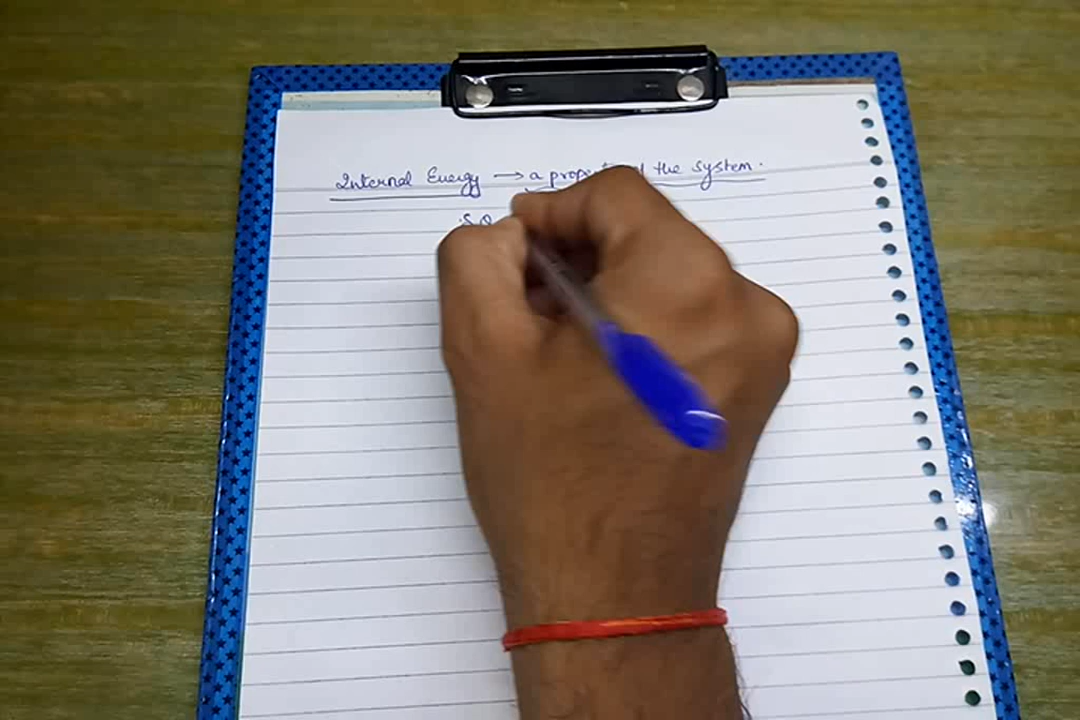 Internal Energy → a the system.